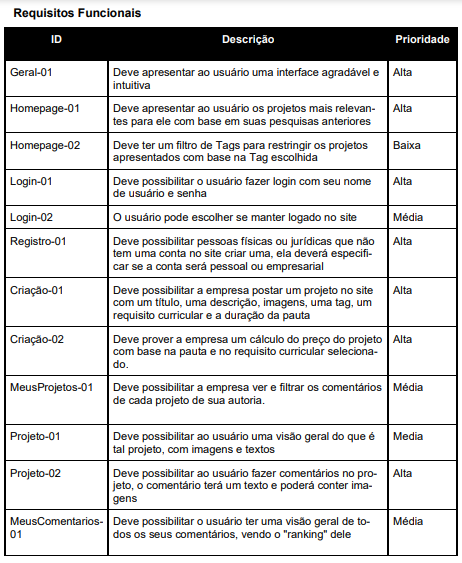 Requisitos Funcionais
ID Descrição Prioridade
Geral-01 Deve apresentar ao usuário uma interface agradável e Alta
intuitiva
Homepage-01 Deve apresentar ao usuário os projetos mais relevan- Alta
tes para ele com base em suas pesquisas anteriores
Homepage-02 Deve ter um filtro de Tags para restringir os projetos Baixa
apresentados com base na Tag escolhida
Login-01 Deve possibilitar o usuário fazer login com seu nome Alta
de usuário e senha
Login-02 O usuário pode escolher se manter logado no site Média
Registro-01 Deve possibilitar pessoas físicas ou jurídicas que não Alta
tem uma conta no site criar uma, ela deverá especifi-
car se a conta será pessoal ou empresarial
Criação-01 Deve possibilitar a empresa postar um projeto no site Alta
com um título, uma descrição, imagens, uma tag, um
requisito curricular e a duração da pauta
Criação-02 Deve prover a empresa um cálculo do preço do projeto Alta
com base na pauta e no requisito curricular seleciona-
do.
MeusProjetos-01 Deve possibilitar a empresa ver e filtrar os comentários Média
de cada projeto de sua autoria.
Projeto-01 Deve possibilitar ao usuário uma visão geral do que é Media
tal projeto, com imagens e textos
Projeto-02 Deve possibilitar ao usuário fazer comentários no pro- Alta
jeto, o comentário terá um texto e poderá conter ima-
gens
MeusComentarios- Deve possibilitar o usuário ter uma visão geral de to- Média
01 dos os seus comentários, vendo o "ranking" dele